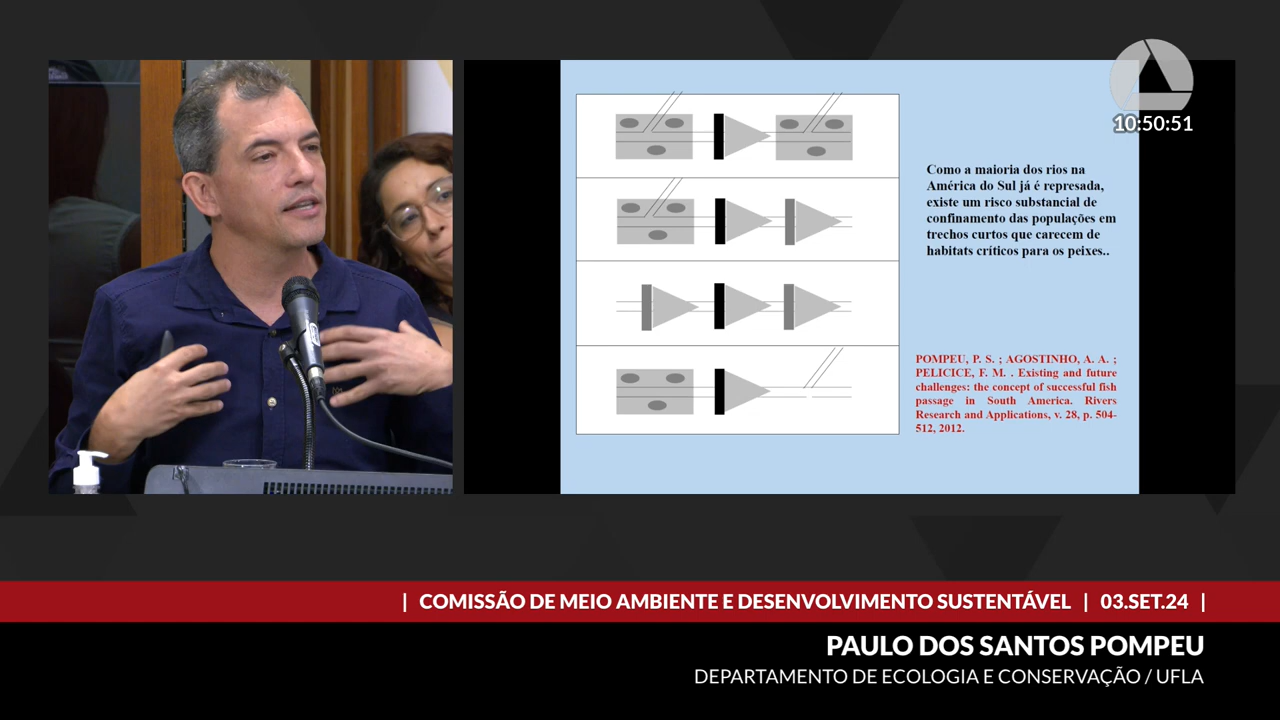 10:50:51
Como a maioria dos rios na
América do Sul já é represada,
existe um risco substancial de
confinamento das populações em
trechos curtos que carecem de
habitats críticos para os peixes..
POMPEU, P. S. ; AGOSTINHO, A. A. ;
PELICICE, F. M. . Existing and future
challenges: the concept of successful fish
passage in South America. Rivers
Research and Applications, v. 28, p. 504-
512, 2012.
| COMISSÃO DE MEIO AMBIENTE E DESENVOLVIMENTO SUSTENTÁVEL | 03.SET.24 |
PAULO DOS SANTOS POMPEU
DEPARTAMENTO DE ECOLOGIA E CONSERVAÇÃO / UFLA